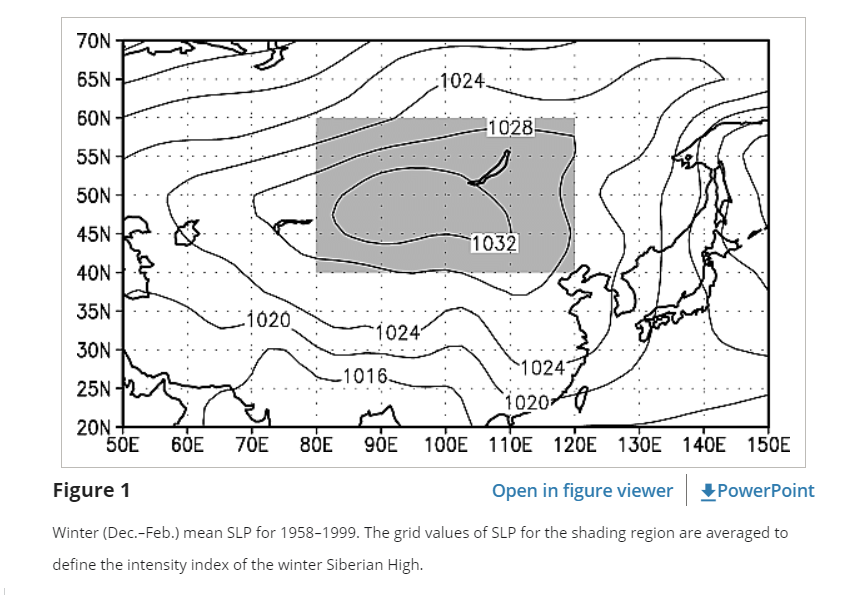 70N
65N
1024
60N
1028
55N
50N
45N
1032
40N
35N
1020
1024
30N
1024
1016
25N
1020
20N
50E 60E 70E 80E 90E 100E 110E 120E 130E 140E 150E
Figure 1
Open in figure viewer
PowerPoint
Winter (Dec.–Feb.) mean SLP for 1958–1999. The grid values of SLP for the shading region are averaged to
define the intensity index of the winter Siberian High.